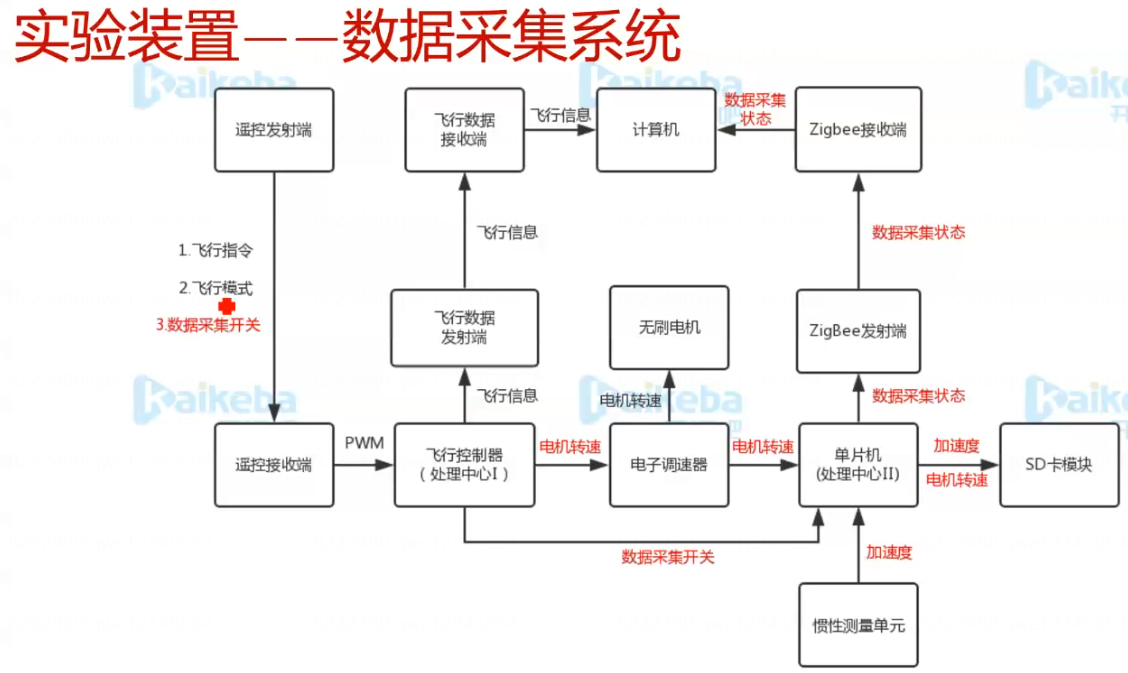 实验装置——数据采集系统
kaikeba
kaikeba
遥控发射端
飞行数据
接收端
飞行信息
计算机
数据采集
状态
Zigbee接收端
1.飞行指令
2.飞行模式
3.数据采集开关
飞行信息
数据采集状态
飞行数据
发射端
无刷电机
ZigBee发射端
kaikeba
kaikeba
飞行信息
电机转速
数据采集状态
遥控接收端
PWM
飞行控制器
(处理中心I)
电机转速
电子调速器
电机转速
单片机
(处理中心II)
加速度
电机转速
SD卡模块
数据采集开关
加速度
惯性测量单元